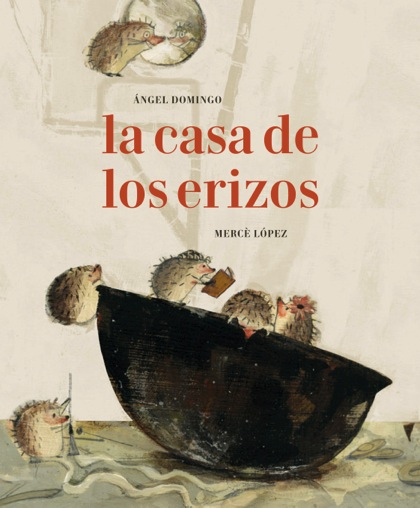 ÁNGEL DOMINGO
la casa de
los erizos
MERCÈ LÓPEZ